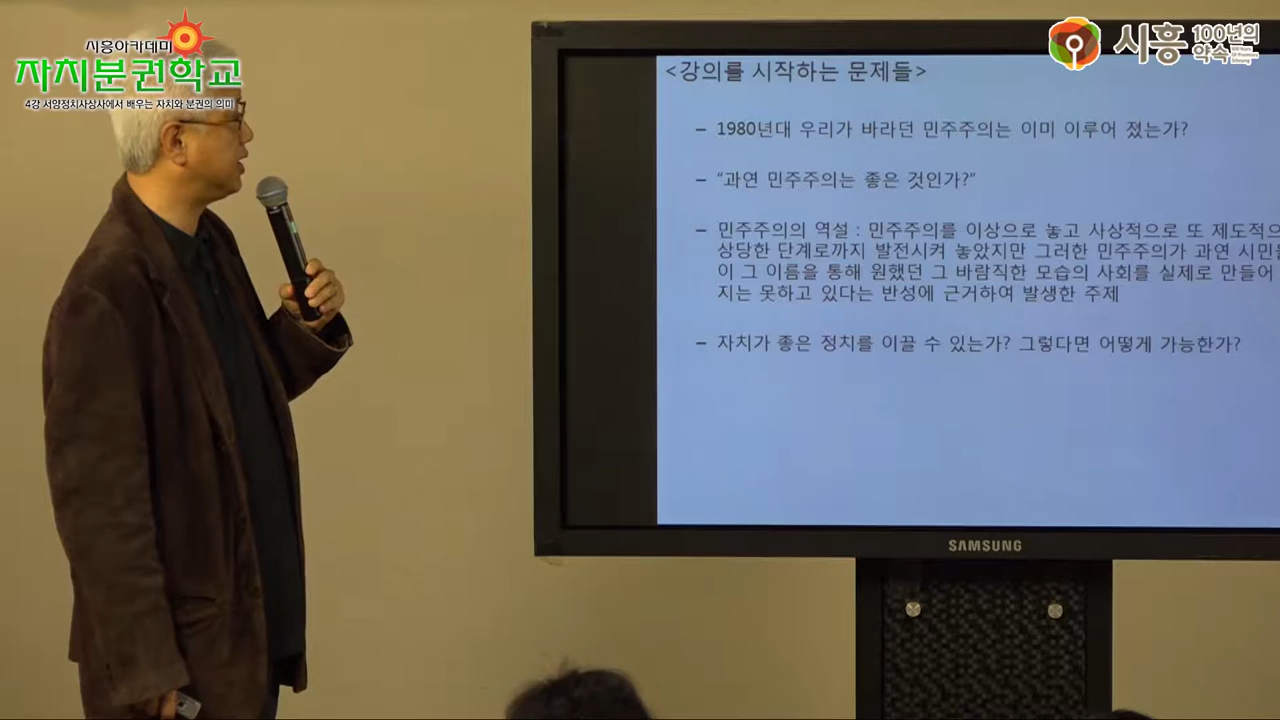 시흥아카데미
자치분권학교
4강 서양정치사상사에서 배우는 자치와 분권의 의미
시흥 100년의
약속
<강의를 시작하는 문제들>
– 1980년대 우리가 바라던 민주주의는 이미 이루어 졌는가?
– “과연 민주주의는 좋은 것인가?”
– 민주주의의 역설 : 민주주의를 이상으로 놓고 사상적으로 또 제도적으
상당한 단계로까지 발전시켜 놓았지만 그러한 민주주의가 과연 시민들
이 그 이름을 통해 원했던 그 바람직한 모습의 사회를 실제로 만들어
지는 못하고 있다는 반성에 근거하여 발생한 주제
– 자치가 좋은 정치를 이끌 수 있는가? 그렇다면 어떻게 가능한가?
SAMSUNG